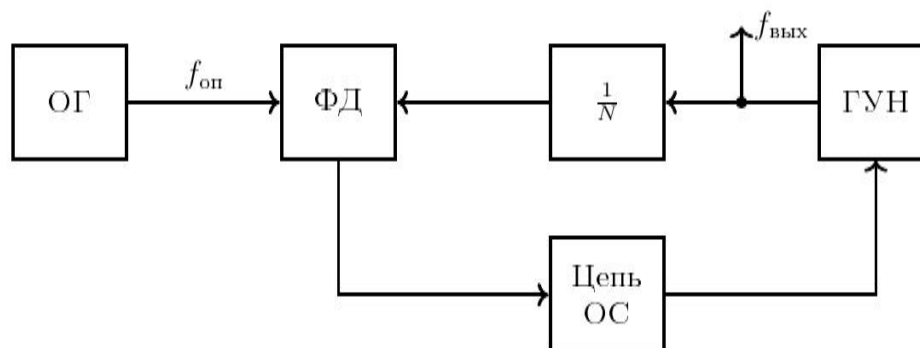 ОГ
f_оп
ФД
1/N
f_вых
ГУН
Цепь
ОС